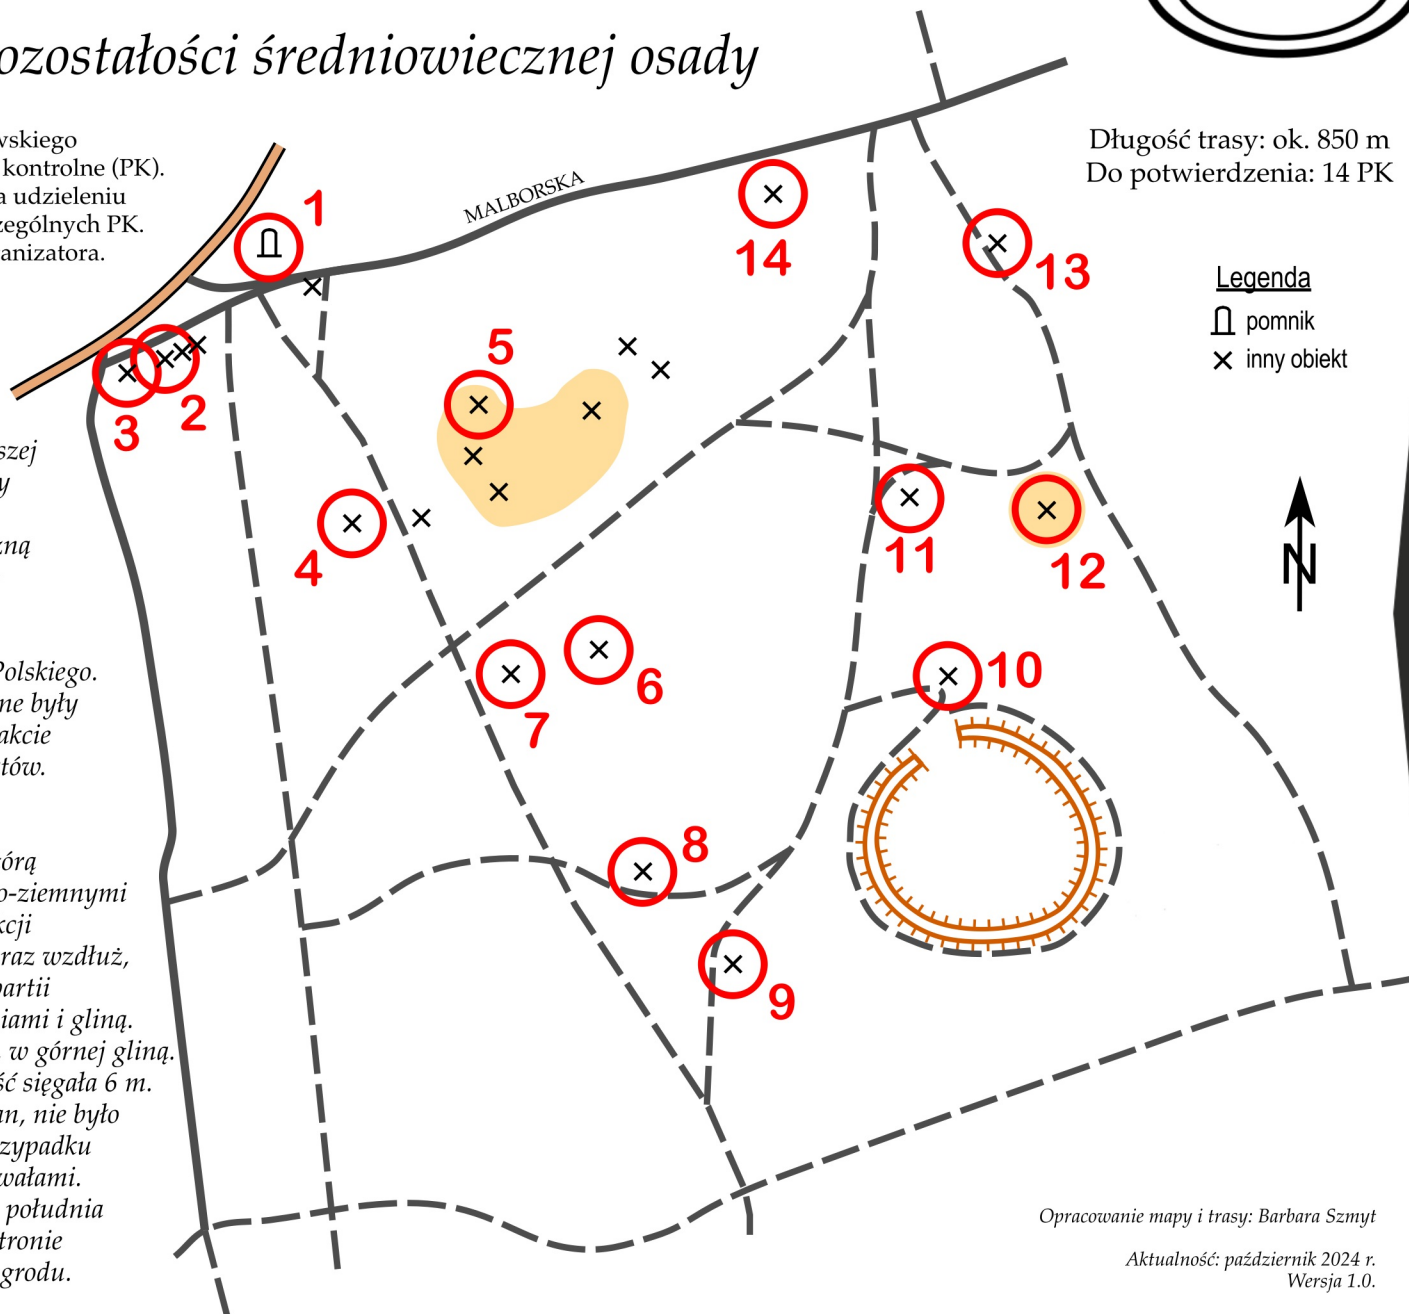 ozostałości średniowiecznej osady
wskiego
kontrolne (PK).
a udzieleniu
zególnych PK.
anizatora.
Długość trasy: ok. 850 m
Do potwierdzenia: 14 PK
MALBORSKA
1
14
13
Legenda
pomnik
inny obiekt
5
2
3
szej
y
zną
4
11
12
N
Polskiego.
ne były
akcie
tów.
10
6
7
órą
o-ziemnymi
kcji
raz wzdłuż,
partii
iami i gliną.
w górnej gliną.
ść sięgała 6 m.
an, nie było
zypadku
wałami.
południa
tronie
grodu.
8
9
Opracowanie mapy i trasy: Barbara Szmyt
Aktualność: październik 2024 r.
Wersja 1.0.